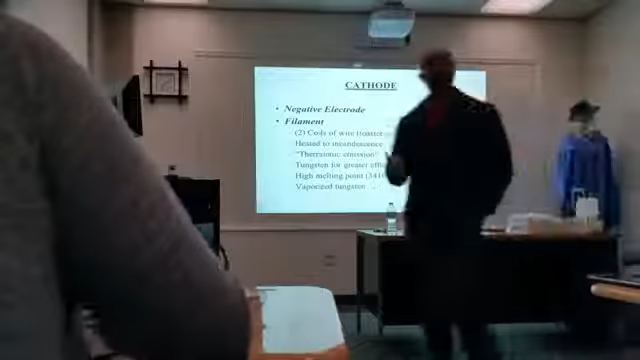 CATHODE
• Negative Electrode
• Filament
– (2) Coils of wire
Heated to incandescence
"Thermionic emission"
Tungsten for greater
High melting point (3410
Vaporized tungsten